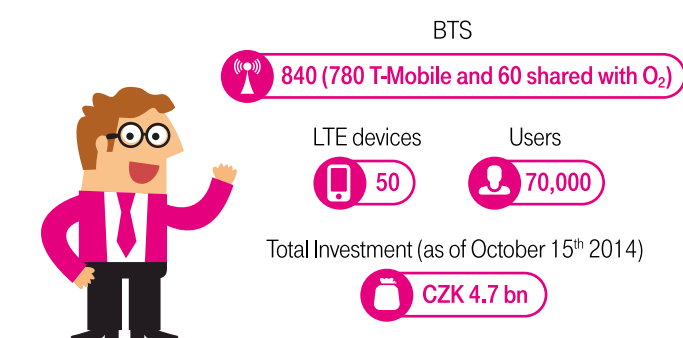 BTS
840 (780 T-Mobile and 60 shared with O₂)
LTE devices
Users
50
70,000
Total Investment (as of October 15th 2014)
CZK 4.7 bn